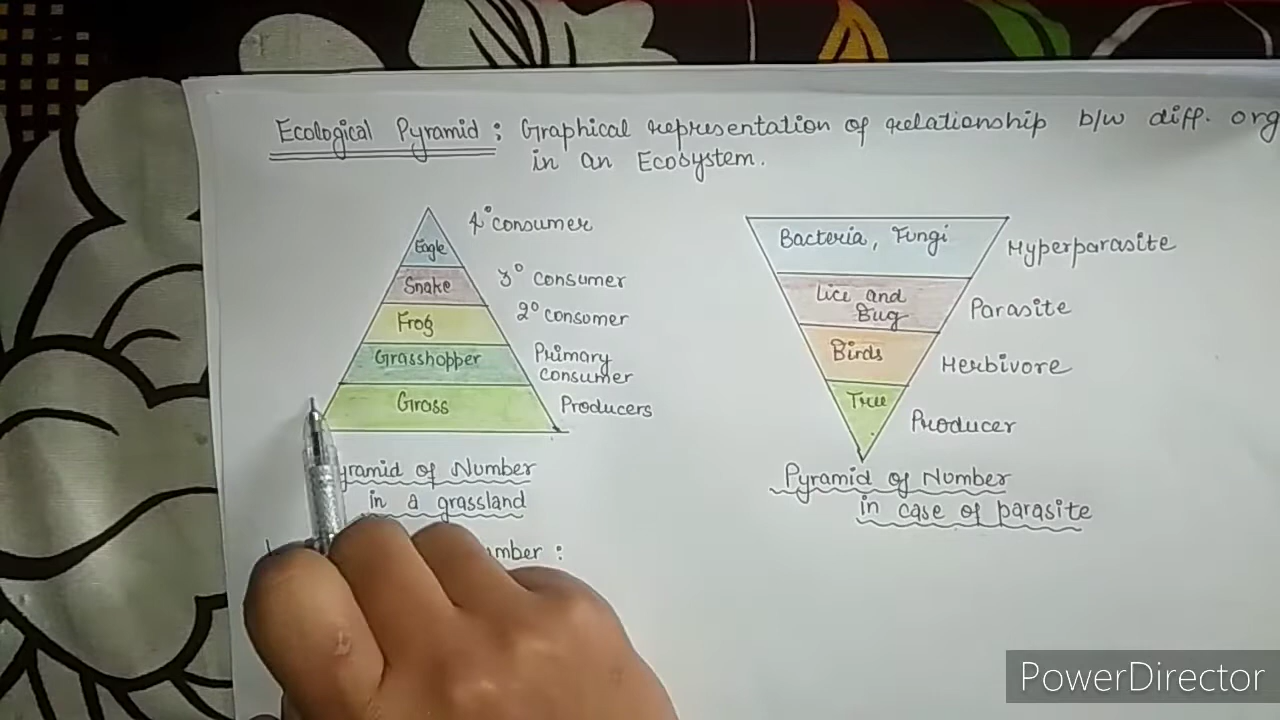 Ecological Pyramid : Graphical representation of relationship b/w diff. org
in an Ecosystem.
Eagle
4° consumer
Snake
3° consumer
Frog
2° consumer
Grasshopper
Primary
consumer
Grass
Producers
yramid of Number
in a grassland
umber :
Bacteria, Fungi
Hyperparasite
Lice and
Bug
Parasite
Birds
Herbivore
Tree
Producer
Pyramid of Number
in case of parasite
PowerDirector